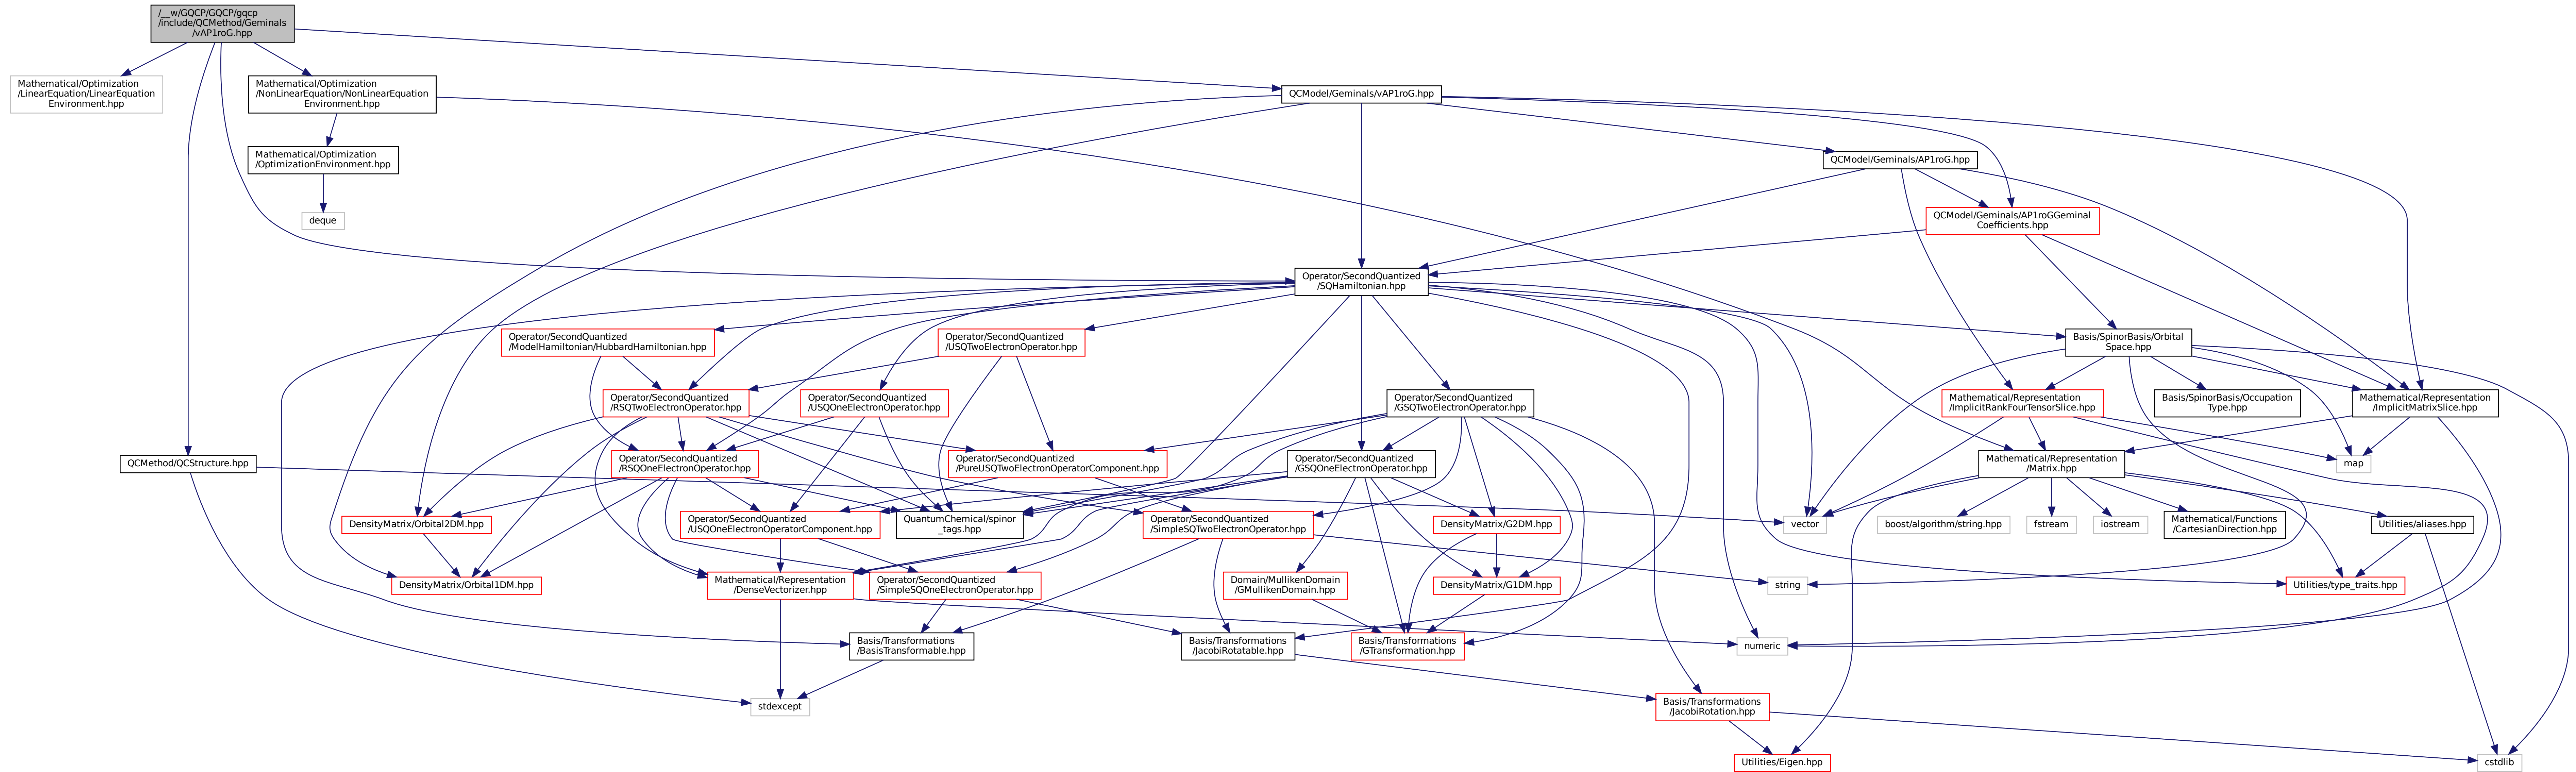 /__w/GQCP/GQCP/gqcp
/include/QCMethod/Geminals
/vAP1roG.hpp
Mathematical/Optimization
/LinearEquation/LinearEquation
Environment.hpp
Mathematical/Optimization
/NonLinearEquation/NonLinearEquation
Environment.hpp
QCModel/Geminals/vAP1roG.hpp
Mathematical/Optimization
/OptimizationEnvironment.hpp
QCModel/Geminals/AP1roG.hpp
deque
QCModel/Geminals/AP1roGGeminal
Coefficients.hpp
Operator/SecondQuantized
/SQHamiltonian.hpp
Operator/SecondQuantized
/ModelHamiltonian/HubbardHamiltonian.hpp
Operator/SecondQuantized
/USQTwoElectronOperator.hpp
Basis/SpinorBasis/Orbital
Space.hpp
Operator/SecondQuantized
/RSQTwoElectronOperator.hpp
Operator/SecondQuantized
/USQOneElectronOperator.hpp
Operator/SecondQuantized
/GSQTwoElectronOperator.hpp
Mathematical/Representation
/ImplicitRankFourTensorSlice.hpp
Basis/SpinorBasis/Occupation
Type.hpp
Mathematical/Representation
/ImplicitMatrixSlice.hpp
QCMethod/QCStructure.hpp
Operator/SecondQuantized
/RSQOneElectronOperator.hpp
Operator/SecondQuantized
/PureUSQTwoElectronOperatorComponent.hpp
Operator/SecondQuantized
/GSQOneElectronOperator.hpp
Mathematical/Representation
/Matrix.hpp
map
DensityMatrix/Orbital2DM.hpp
Operator/SecondQuantized
/USQOneElectronOperatorComponent.hpp
QuantumChemical/spinor
_tags.hpp
Operator/SecondQuantized
/SimpleSQTwoElectronOperator.hpp
DensityMatrix/G2DM.hpp
vector
boost/algorithm/string.hpp
fstream
iostream
Mathematical/Functions
/CartesianDirection.hpp
Utilities/aliases.hpp
DensityMatrix/Orbital1DM.hpp
Mathematical/Representation
/DenseVectorizer.hpp
Operator/SecondQuantized
/SimpleSQOneElectronOperator.hpp
Domain/MullikenDomain
/GMullikenDomain.hpp
DensityMatrix/G1DM.hpp
string
Utilities/type_traits.hpp
Basis/Transformations
/BasisTransformable.hpp
Basis/Transformations
/JacobiRotatable.hpp
Basis/Transformations
/GTransformation.hpp
numeric
stdexcept
Basis/Transformations
/JacobiRotation.hpp
Utilities/Eigen.hpp
cstdlib